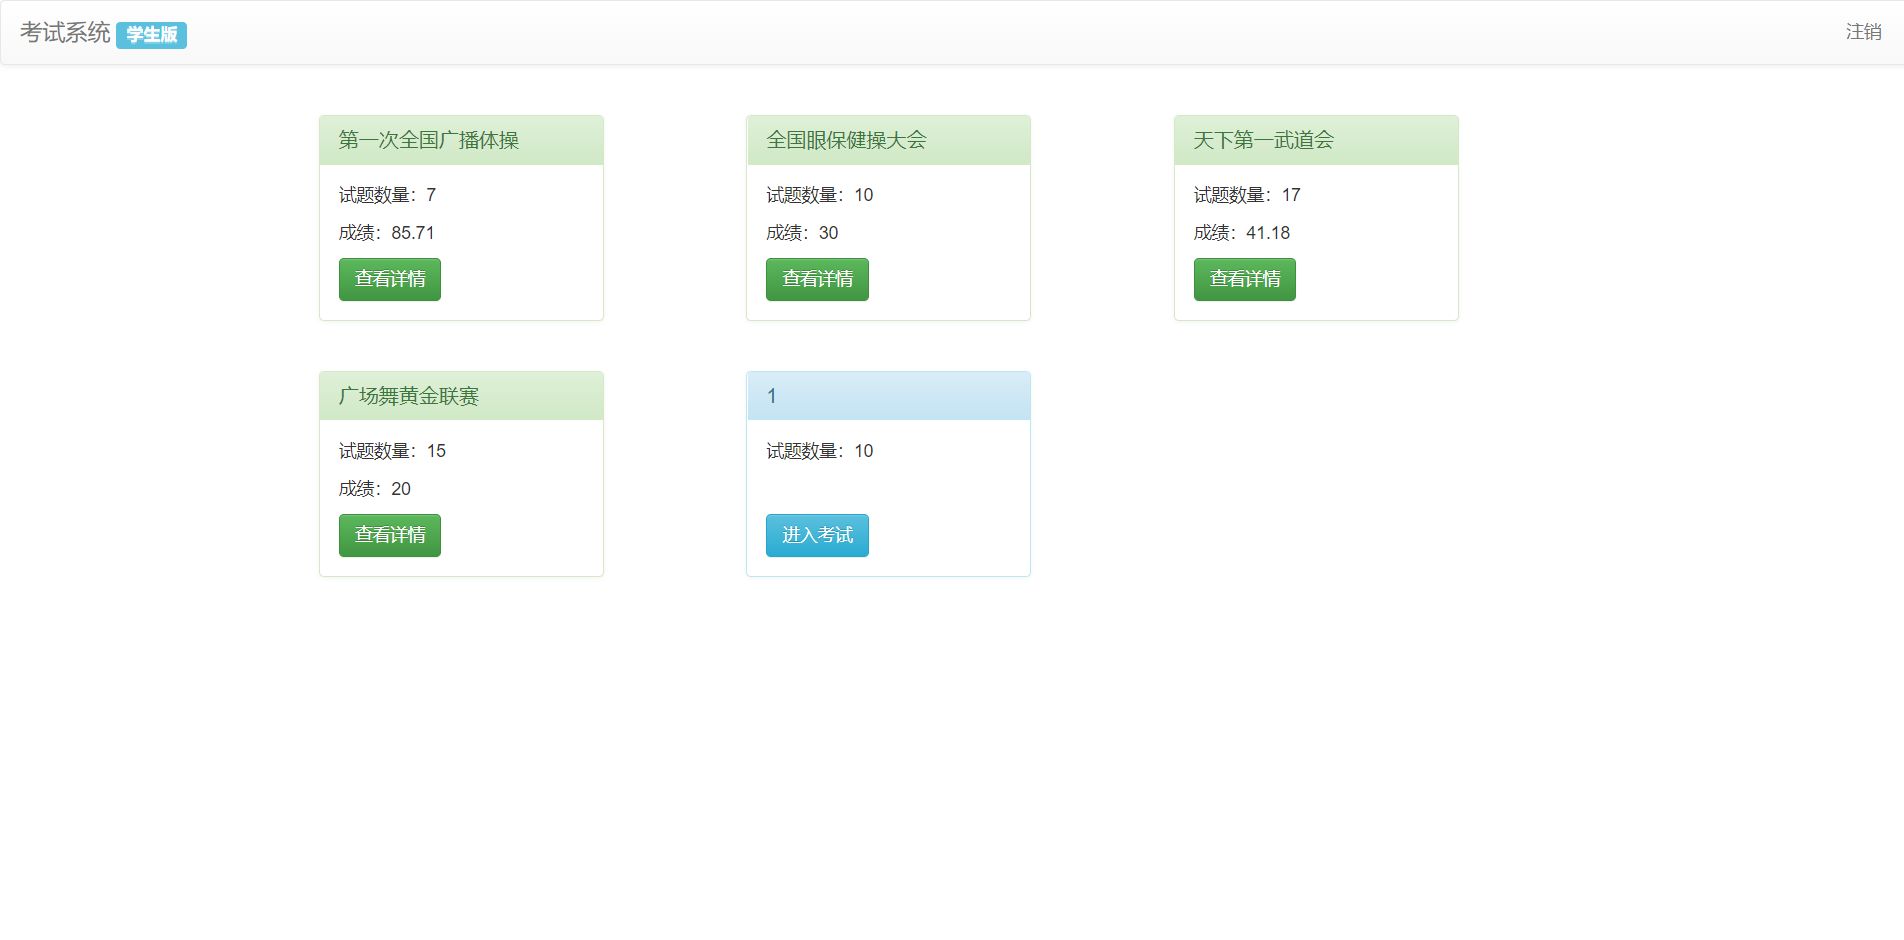 考试系统 学生版 注销
第一次全国广播体操
试题数量：7
成绩：85.71
查看详情
全国眼保健操大会
试题数量：10
成绩：30
查看详情
天下第一武道会
试题数量：17
成绩：41.18
查看详情
广场舞黄金联赛
试题数量：15
成绩：20
查看详情
1
试题数量：10
进入考试